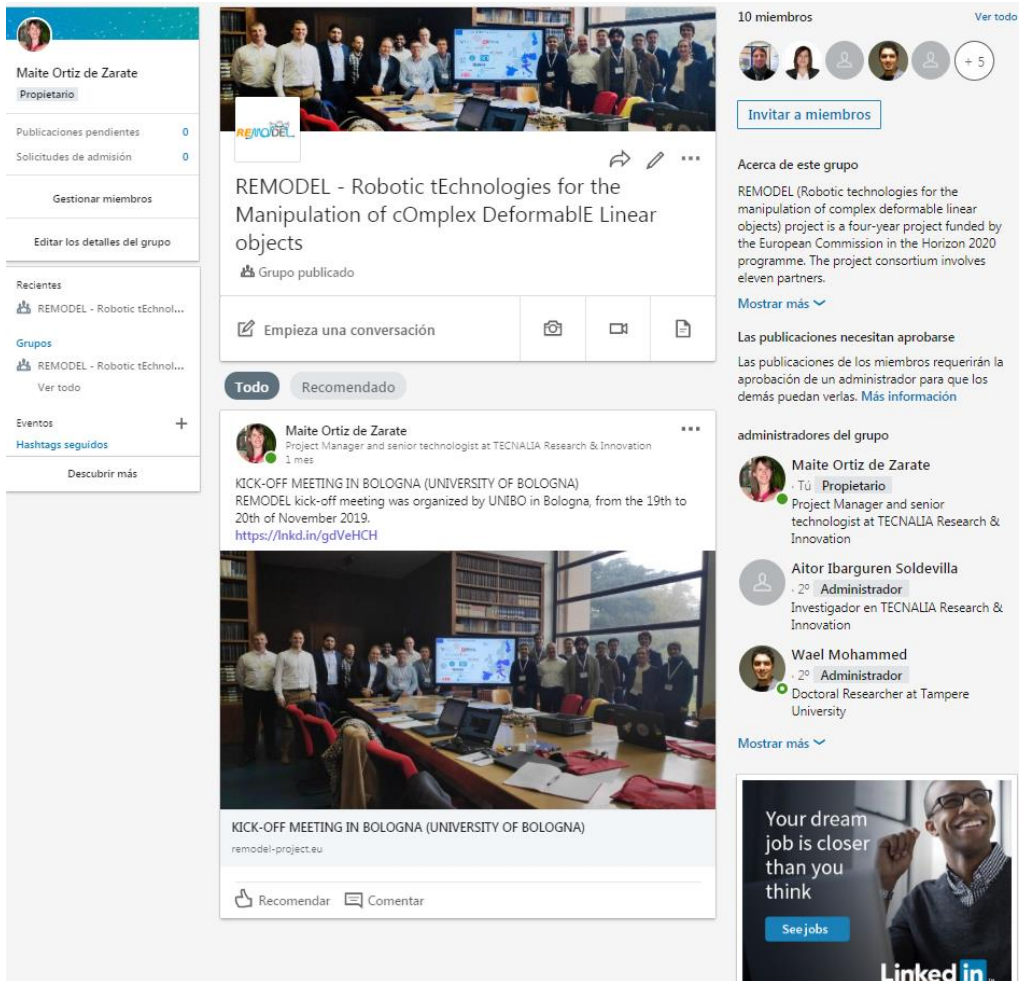 Maite Ortiz de Zarate
Propietario
Publicaciones pendientes 0
Solicitudes de admisión 0
Gestionar miembros
Editar los detalles del grupo
Recientes
REMODEL - Robotic tEchnol...
Grupos
REMODEL - Robotic tEchnol...
Ver todo
Eventos
Hashtags seguidos
Descubrir más
REMODEL
REMODEL - Robotic tEchnologies for the
Manipulation of cOmplex DeformablE Linear
objects
Grupo publicado
Empieza una conversación
Todo Recomendado
Maite Ortiz de Zarate
Project Manager and senior technologist at TECNALIA Research & Innovation
1 mes
KICK-OFF MEETING IN BOLOGNA (UNIVERSITY OF BOLOGNA)
REMODEL kick-off meeting was organized by UNIBO in Bologna, from the 19th to
20th of November 2019.
https://lnkd.in/gdVeHCH
KICK-OFF MEETING IN BOLOGNA (UNIVERSITY OF BOLOGNA)
remodel-project.eu
Recomendar Comentar
10 miembros Ver todo
+ 5
Invitar a miembros
Acerca de este grupo
REMODEL (Robotic technologies for the
manipulation of complex deformable linear
objects) project is a four-year project funded by
the European Commission in the Horizon 2020
programme. The project consortium involves
eleven partners.
Mostrar más
Las publicaciones necesitan aprobarse
Las publicaciones de los miembros requerirán la
aprobación de un administrador para que los
demás puedan verlas. Más información
administradores del grupo
Maite Ortiz de Zarate
· Tú Propietario
Project Manager and senior
technologist at TECNALIA Research &
Innovation
Aitor Ibarguren Soldevilla
· 2º Administrador
Investigador en TECNALIA Research &
Innovation
Wael Mohammed
· 2º Administrador
Doctoral Researcher at Tampere
University
Mostrar más
Your dream
job is closer
than you
think
See jobs
Linked in